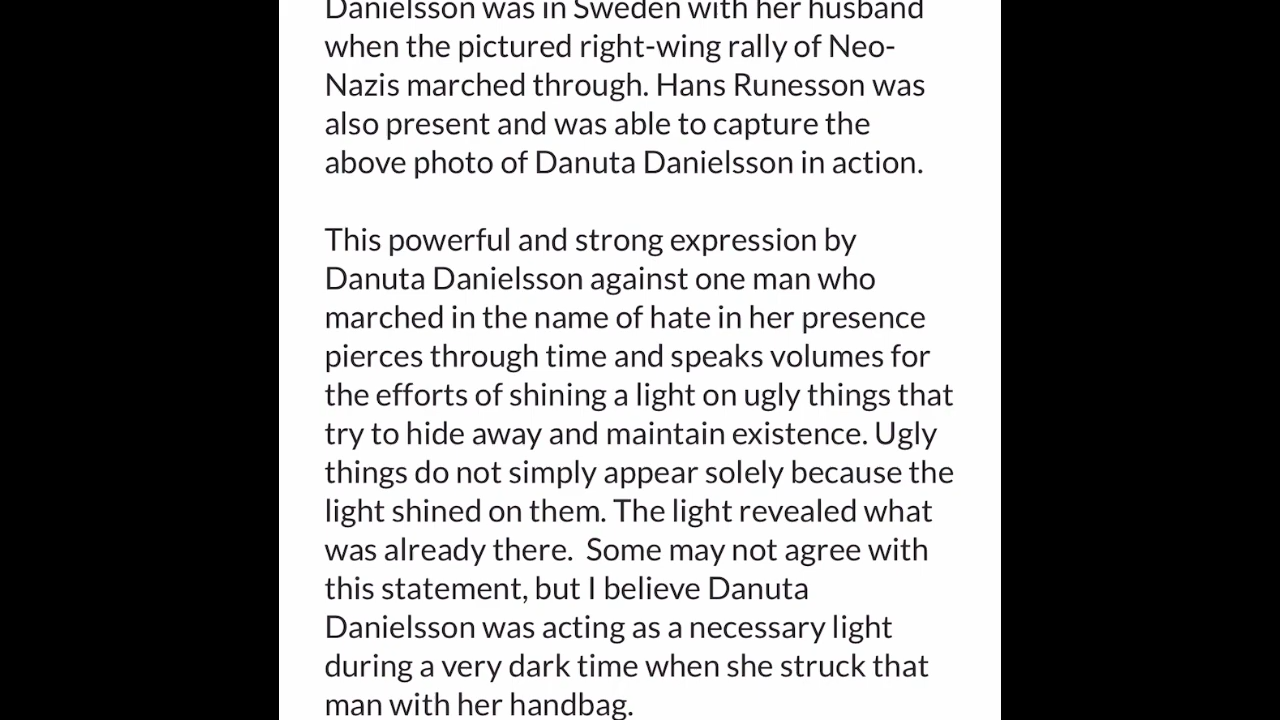 Danielsson was in Sweden with her husband
when the pictured right-wing rally of Neo-
Nazis marched through. Hans Runesson was
also present and was able to capture the
above photo of Danuta Danielsson in action.
This powerful and strong expression by
Danuta Danielsson against one man who
marched in the name of hate in her presence
pierces through time and speaks volumes for
the efforts of shining a light on ugly things that
try to hide away and maintain existence. Ugly
things do not simply appear solely because the
light shined on them. The light revealed what
was already there.  Some may not agree with
this statement, but I believe Danuta
Danielsson was acting as a necessary light
during a very dark time when she struck that
man with her handbag.